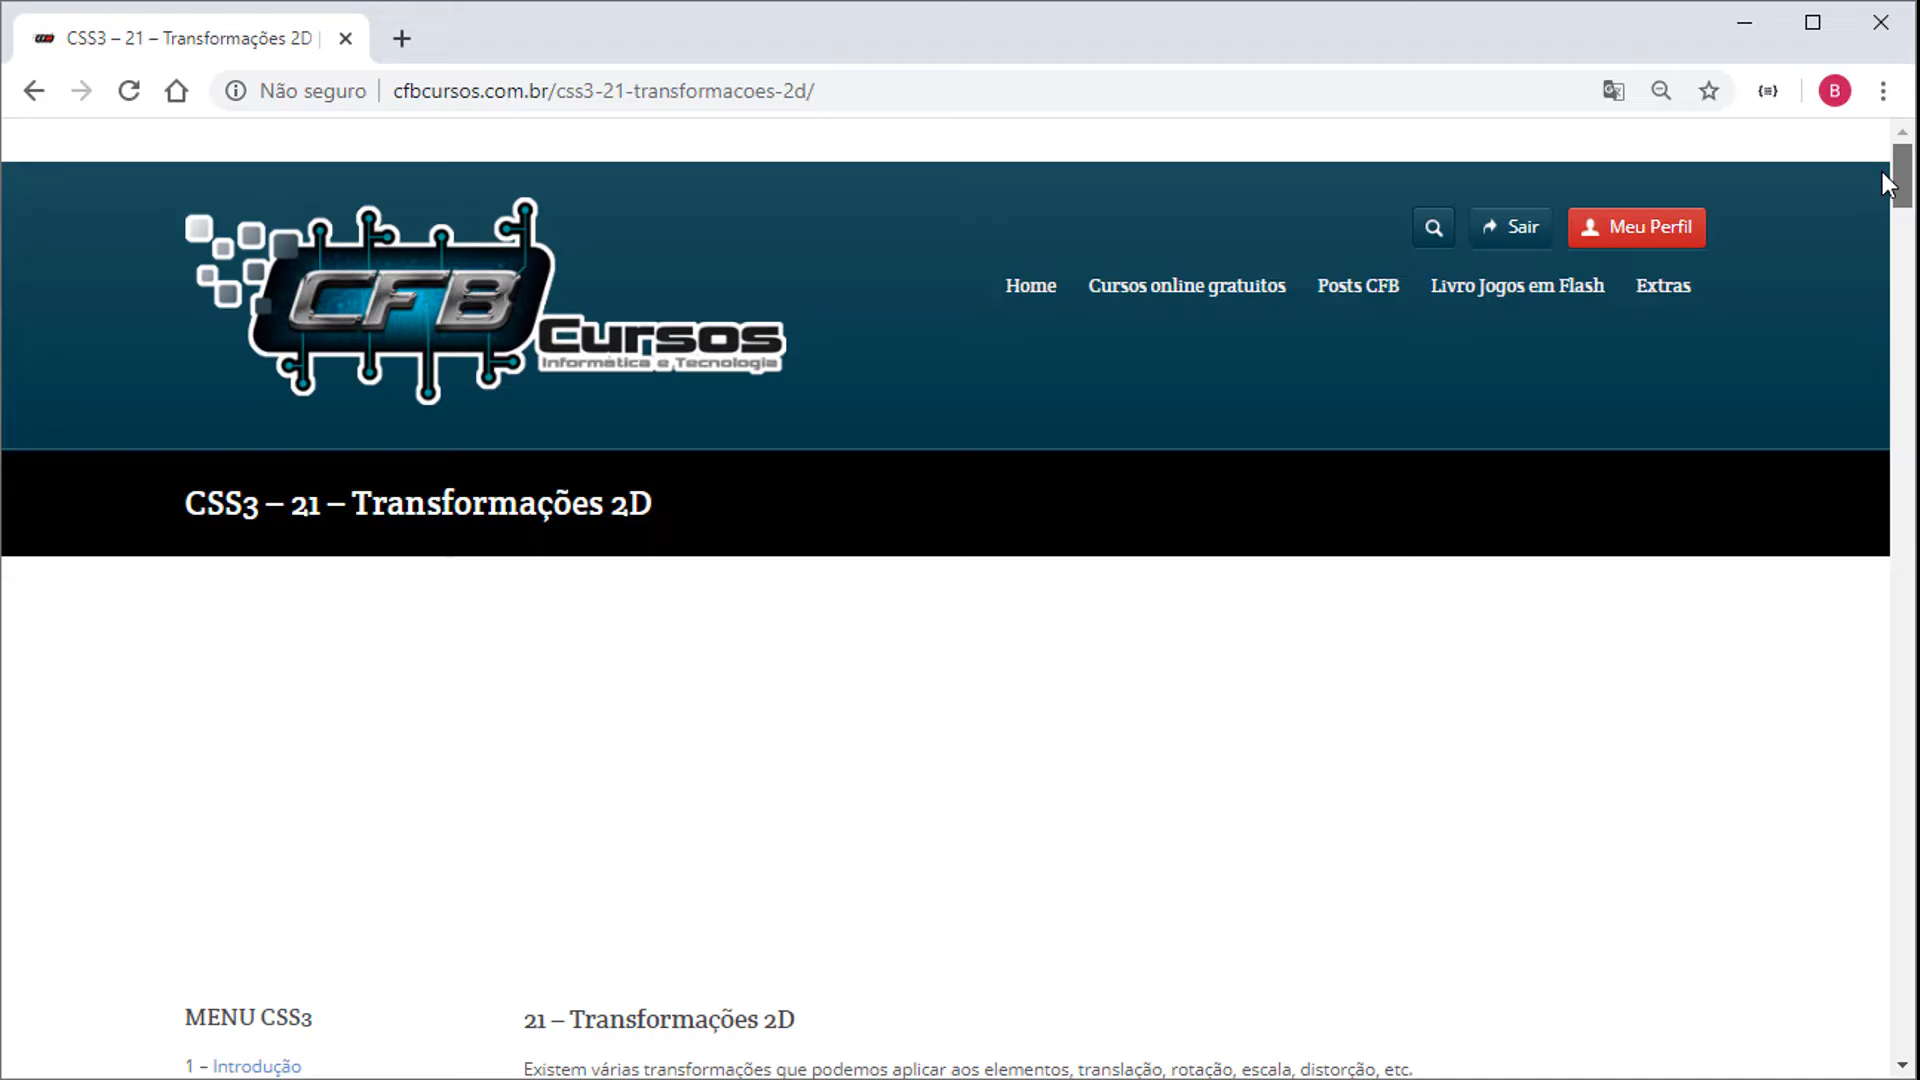 CSS3 – 21 – Transformações 2D |
Não seguro | cfbcursos.com.br/css3-21-transformacoes-2d/
B
CFB
Cursos
Informática e Tecnologia
Sair
Meu Perfil
Home Cursos online gratuitos Posts CFB Livro Jogos em Flash Extras
CSS3 – 21 – Transformações 2D
MENU CSS3
1 – Introdução
21 – Transformações 2D
Existem várias transformações que podemos aplicar aos elementos, translação, rotação, escala, distorção, etc.